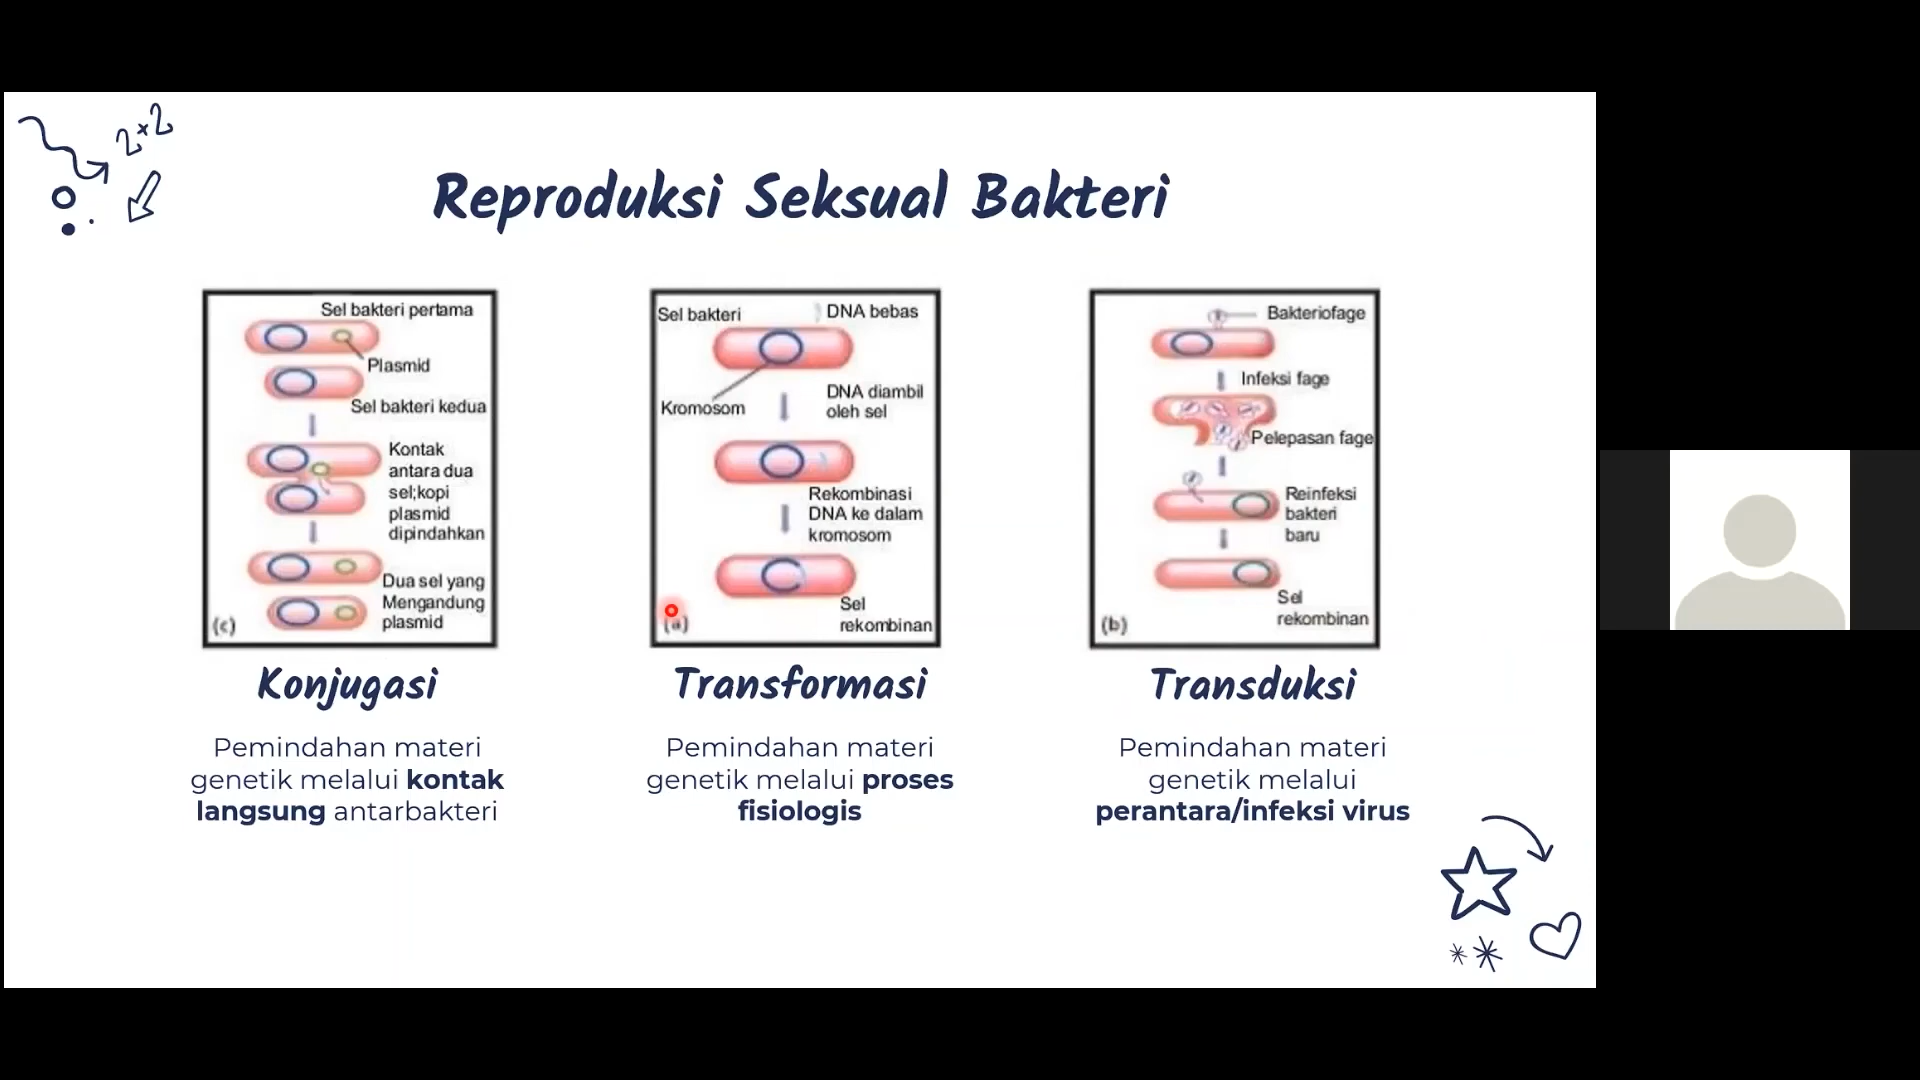 2×2
Reproduksi Seksual Bakteri
Sel bakteri pertama
Plasmid
Sel bakteri kedua
Kontak
antara dua
sel;kopi
plasmid
dipindahkan
Dua sel yang
Mengandung
plasmid
(c)
Konjugasi
Pemindahan materi
genetik melalui kontak
langsung antarbakteri
Sel bakteri
DNA bebas
Kromosom
DNA diambil
oleh sel
Rekombinasi
DNA ke dalam
kromosom
Sel
rekombinan
(a)
Transformasi
Pemindahan materi
genetik melalui proses
fisiologis
Bakteriofage
Infeksi fage
Pelepasan fage
Reinfeksi
bakteri
baru
Sel
rekombinan
(b)
Transduksi
Pemindahan materi
genetik melalui
perantara/infeksi virus